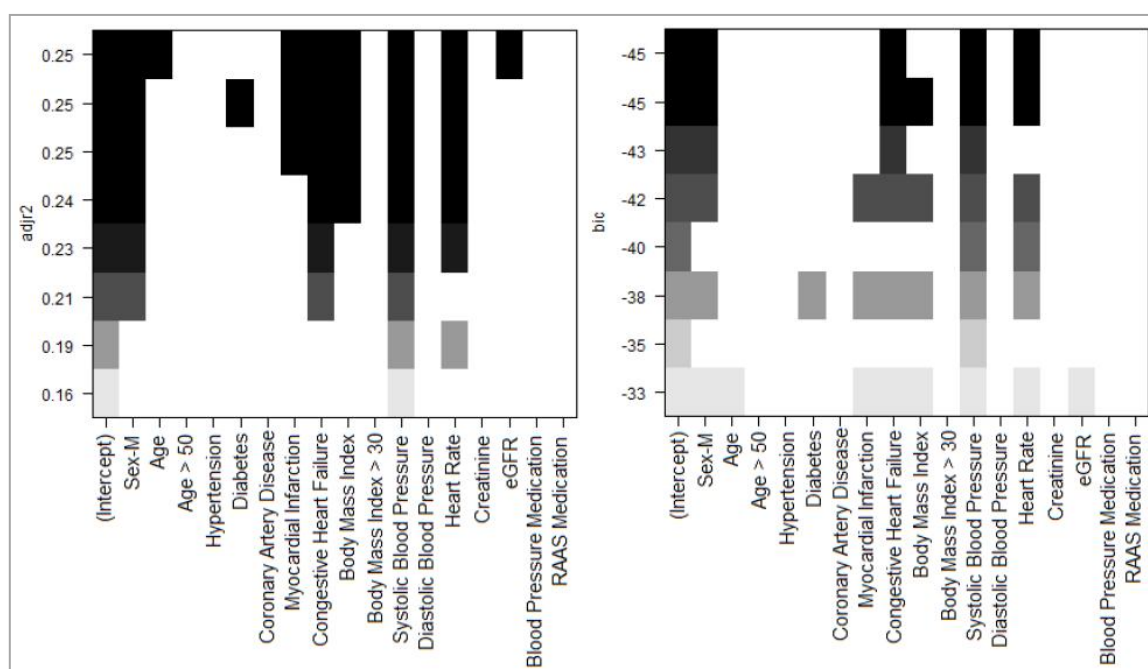 adjr2
0.25
0.25
0.25
0.24
0.23
0.21
0.19
0.16
(Intercept)
Sex-M
Age
Age > 50
Hypertension
Diabetes
Coronary Artery Disease
Myocardial Infarction
Congestive Heart Failure
Body Mass Index
Body Mass Index > 30
Systolic Blood Pressure
Diastolic Blood Pressure
Heart Rate
Creatinine
eGFR
Blood Pressure Medication
RAAS Medication
bic
-45
-45
-43
-42
-40
-38
-35
-33
(Intercept)
Sex-M
Age
Age > 50
Hypertension
Diabetes
Coronary Artery Disease
Myocardial Infarction
Congestive Heart Failure
Body Mass Index
Body Mass Index > 30
Systolic Blood Pressure
Diastolic Blood Pressure
Heart Rate
Creatinine
eGFR
Blood Pressure Medication
RAAS Medication